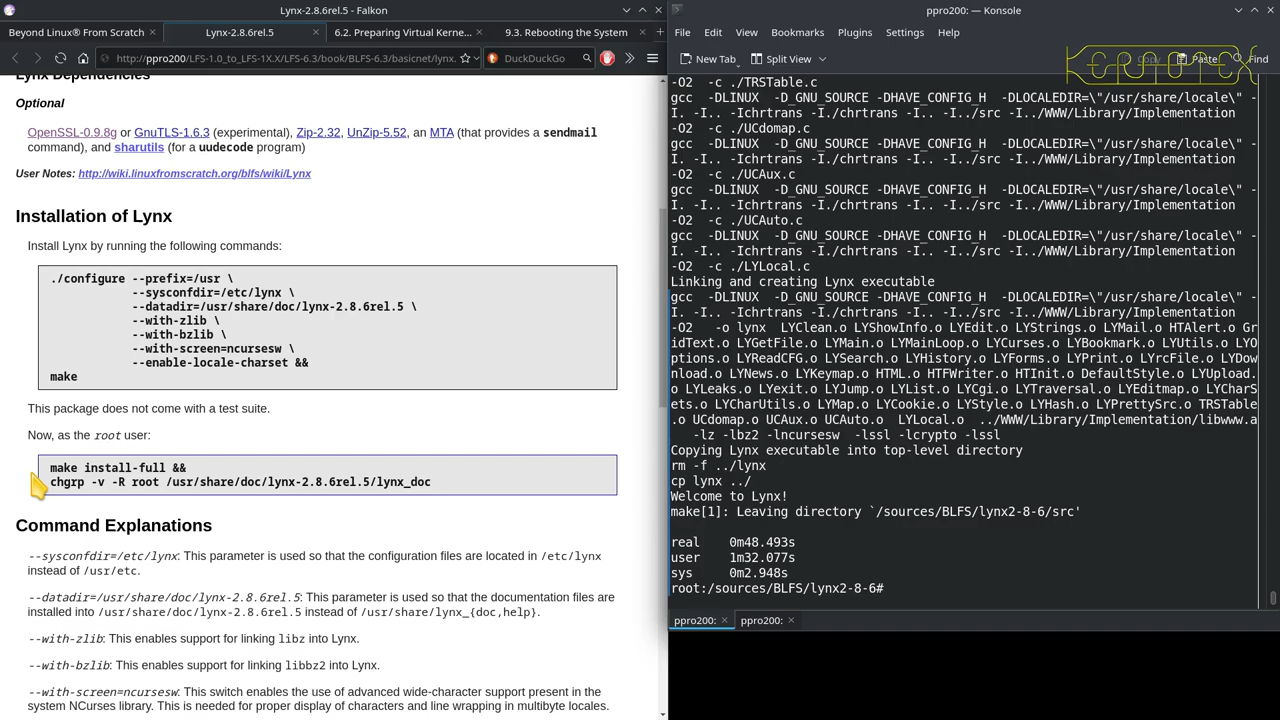 Lynx-2.8.6rel.5 - Falkon
Beyond Linux® From Scratch
Lynx-2.8.6rel.5
6.2. Preparing Virtual Kerne...
9.3. Rebooting the System
http://ppro200/LFS-1.0_to_LFS-1X.X/LFS-6.3/book/BLFS-6.3/basicnet/lynx.
DuckDuckGo
Lynx Dependencies
Optional
OpenSSL-0.9.8g or GnuTLS-1.6.3 (experimental), Zip-2.32, UnZip-5.52, an MTA (that provides a sendmail
command), and sharutils (for a uudecode program)
User Notes: http://wiki.linuxfromscratch.org/blfs/wiki/Lynx
Installation of Lynx
Install Lynx by running the following commands:
./configure --prefix=/usr \
--sysconfdir=/etc/lynx \
--datadir=/usr/share/doc/lynx-2.8.6rel.5 \
--with-zlib \
--with-bzlib \
--with-screen=ncursesw \
--enable-locale-charset &&
make
This package does not come with a test suite.
Now, as the root user:
make install-full &&
chgrp -v -R root /usr/share/doc/lynx-2.8.6rel.5/lynx_doc
Command Explanations
--sysconfdir=/etc/lynx: This parameter is used so that the configuration files are located in /etc/lynx
instead of /usr/etc.
--datadir=/usr/share/doc/lynx-2.8.6rel.5: This parameter is used so that the documentation files are
installed into /usr/share/doc/lynx-2.8.6rel.5 instead of /usr/share/lynx_{doc,help}.
--with-zlib: This enables support for linking libz into Lynx.
--with-bzlib: This enables support for linking libbz2 into Lynx.
--with-screen=ncursesw: This switch enables the use of advanced wide-character support present in the
system NCurses library. This is needed for proper display of characters and line wrapping in multibyte locales.
ppro200: — Konsole
File Edit View Bookmarks Plugins Settings Help
New Tab Split View Copy Paste Find
-O2  -c ./TRSTable.c
gcc  -DLINUX  -D_GNU_SOURCE -DHAVE_CONFIG_H  -DLOCALEDIR=\"/usr/share/locale\" -
I. -I.. -Ichrtrans -I./chrtrans -I.. -I../src -I../WWW/Library/Implementation
-O2  -c ./UCdomap.c
gcc  -DLINUX  -D_GNU_SOURCE -DHAVE_CONFIG_H  -DLOCALEDIR=\"/usr/share/locale\" -
I. -I.. -Ichrtrans -I./chrtrans -I.. -I../src -I../WWW/Library/Implementation
-O2  -c ./UCAux.c
gcc  -DLINUX  -D_GNU_SOURCE -DHAVE_CONFIG_H  -DLOCALEDIR=\"/usr/share/locale\" -
I. -I.. -Ichrtrans -I./chrtrans -I.. -I../src -I../WWW/Library/Implementation
-O2  -c ./UCAuto.c
gcc  -DLINUX  -D_GNU_SOURCE -DHAVE_CONFIG_H  -DLOCALEDIR=\"/usr/share/locale\" -
I. -I.. -Ichrtrans -I./chrtrans -I.. -I../src -I../WWW/Library/Implementation
-O2  -c ./LYLocal.c
Linking and creating Lynx executable
gcc  -DLINUX  -D_GNU_SOURCE -DHAVE_CONFIG_H  -DLOCALEDIR=\"/usr/share/locale\" -
I. -I.. -Ichrtrans -I./chrtrans -I.. -I../src -I../WWW/Library/Implementation
-O2  -o lynx  LYClean.o LYShowInfo.o LYEdit.o LYStrings.o LYMail.o HTAlert.o Gr
idText.o LYGetFile.o LYMain.o LYMainLoop.o LYCurses.o LYBookmark.o LYUtils.o LYO
ptions.o LYReadCFG.o LYSearch.o LYHistory.o LYForms.o LYPrint.o LYrcFile.o LYDow
nload.o LYNews.o LYKeymap.o HTML.o HTFWriter.o HTInit.o DefaultStyle.o LYUpload.
o LYLeaks.o LYexit.o LYJump.o LYList.o LYCgi.o LYTraversal.o LYEditmap.o LYCharS
ets.o LYCharUtils.o LYMap.o LYCookie.o LYStyle.o LYHash.o LYPrettySrc.o TRSTable
.o UCdomap.o UCAux.o UCAuto.o  LYLocal.o  ../WWW/Library/Implementation/libwww.a
-lz -lbz2 -lncursesw  -lssl -lcrypto -lssl
Copying Lynx executable into top-level directory
rm -f ../lynx
cp lynx ../
Welcome to Lynx!
make[1]: Leaving directory `/sources/BLFS/lynx2-8-6/src'
real    0m48.493s
user    1m32.077s
sys     0m2.948s
root:/sources/BLFS/lynx2-8-6#
ppro200:
ppro200: